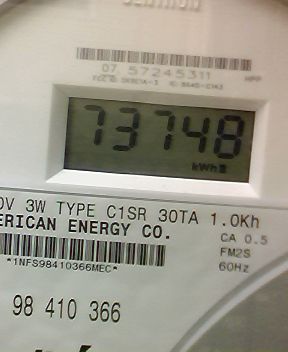 CENTRON
07 57245311
73748
kWh
0V 3W TYPE C1SR 30TA 1.0Kh
ERICAN ENERGY CO.
CA 0.5
FM2S
60Hz
*1NFS98410366MEC*
98 410 366